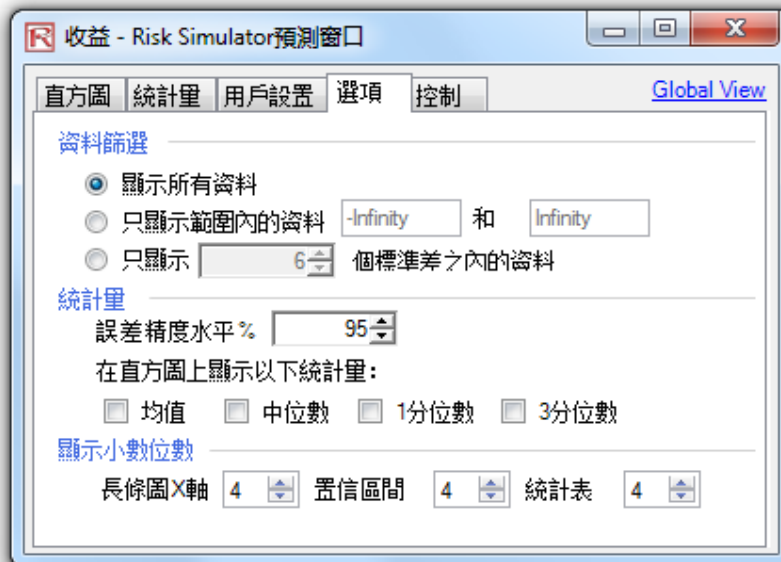 收益 - Risk Simulator預測窗口
直方圖 統計量 用戶設置 選項 控制 Global View
資料篩選
顯示所有資料
只顯示範圍內的資料 -Infinity 和 Infinity
只顯示 6 個標準差之內的資料
統計量
誤差精度水平% 95
在直方圖上顯示以下統計量:
均值 中位數 1分位數 3分位數
顯示小數位數
長條圖X軸 4 置信區間 4 統計表 4